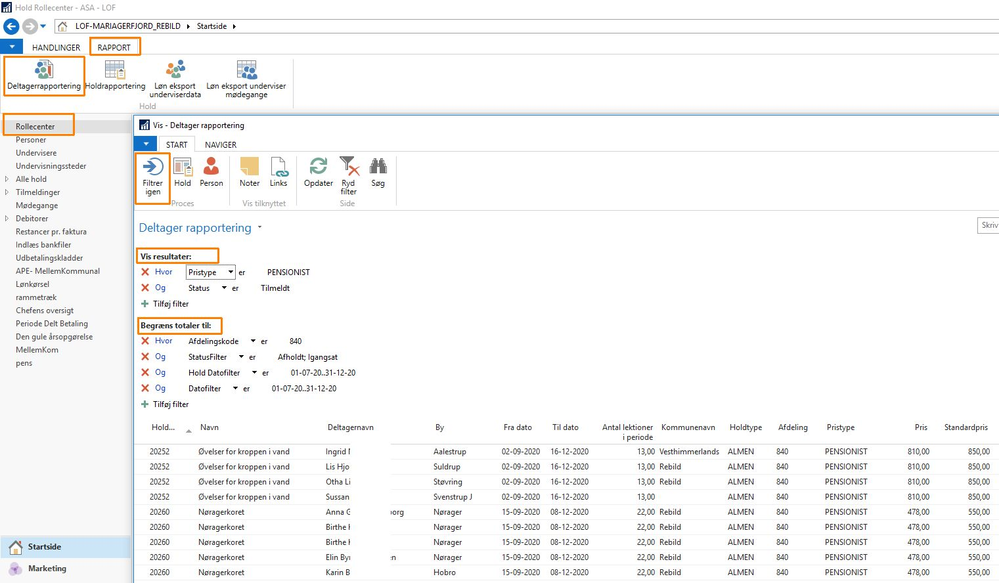 Hold Rollecenter - ASA - LOF
LOF-MARIAGERFJORD_REBILD ▸ Startside ▸
HANDLINGER RAPPORT
Deltagerrapportering Holdrapportering Løn eksport underviserdata Løn eksport underviser mødegange
Hold
Rollecenter
Personer
Undervisere
Undervisningssteder
Alle hold
Tilmeldinger
Mødegange
Debitorer
Restancer pr. faktura
Indlæs bankfiler
Udbetalingskladder
APE- MellemKommunal
Lønkørsel
rammetræk
Chefens oversigt
Periode Delt Betaling
Den gule årsopgørelse
MellemKom
pens
Startside
Marketing
Vis - Deltager rapportering
START NAVIGER
Filtrer igen Hold Person Noter Links Opdater Ryd filter Søg
Proces Vis tilknyttet Side
Deltager rapportering
Skriv
Vis resultater:
Hvor Pristype er PENSIONIST
Og Status er Tilmeldt
Tilføj filter
Begræns totaler til:
Hvor Afdelingskode er 840
Og StatusFilter er Afholdt; Igangsat
Og Hold Datofilter er 01-07-20..31-12-20
Og Datofilter er 01-07-20..31-12-20
Tilføj filter
Hold... Navn Deltagernavn By Fra dato Til dato Antal lektioner i periode Kommunenavn Holdtype Afdeling Pristype Pris Standardpris
20252 Øvelser for kroppen i vand Ingrid Aalestrup 02-09-2020 16-12-2020 13,00 Vesthimmerlands ALMEN 840 PENSIONIST 810,00 850,00
20252 Øvelser for kroppen i vand Lis Hjo Suldrup 02-09-2020 16-12-2020 13,00 Rebild ALMEN 840 PENSIONIST 810,00 850,00
20252 Øvelser for kroppen i vand Otha Li Støvring 02-09-2020 16-12-2020 13,00 Rebild ALMEN 840 PENSIONIST 810,00 850,00
20252 Øvelser for kroppen i vand Sussan Svenstrup J 02-09-2020 16-12-2020 13,00 ALMEN 840 PENSIONIST 810,00 850,00
20260 Nøragerkoret Anna G org Nørager 15-09-2020 08-12-2020 22,00 Rebild ALMEN 840 PENSIONIST 478,00 550,00
20260 Nøragerkoret Birthe Nørager 15-09-2020 08-12-2020 22,00 Rebild ALMEN 840 PENSIONIST 478,00 550,00
20260 Nøragerkoret Birthe Nørager 15-09-2020 08-12-2020 22,00 Rebild ALMEN 840 PENSIONIST 478,00 550,00
20260 Nøragerkoret Elin Byr en Nørager 15-09-2020 08-12-2020 22,00 Rebild ALMEN 840 PENSIONIST 478,00 550,00
20260 Nøragerkoret Karin B Hobro 15-09-2020 08-12-2020 22,00 Rebild ALMEN 840 PENSIONIST 478,00 550,00